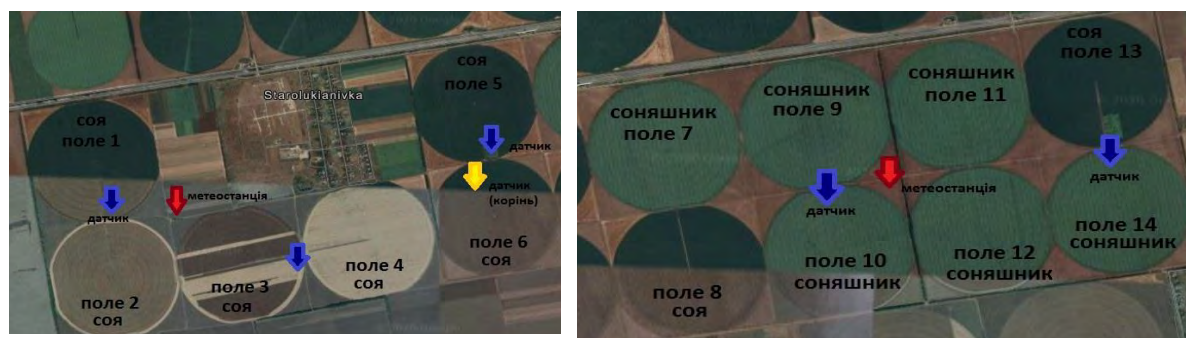 соя
поле 1
Starolukianivka
соя
поле 5
датчик
датчик
(корінь)
метеостанція
датчик
поле 2
соя
поле 3
соя
поле 4
соя
поле 6
соя
соняшник
поле 7
соняшник
поле 9
соняшник
поле 11
соя
поле 13
датчик
метеостанція
датчик
поле 8
соя
поле 10
соняшник
поле 12
соняшник
поле 14
соняшник